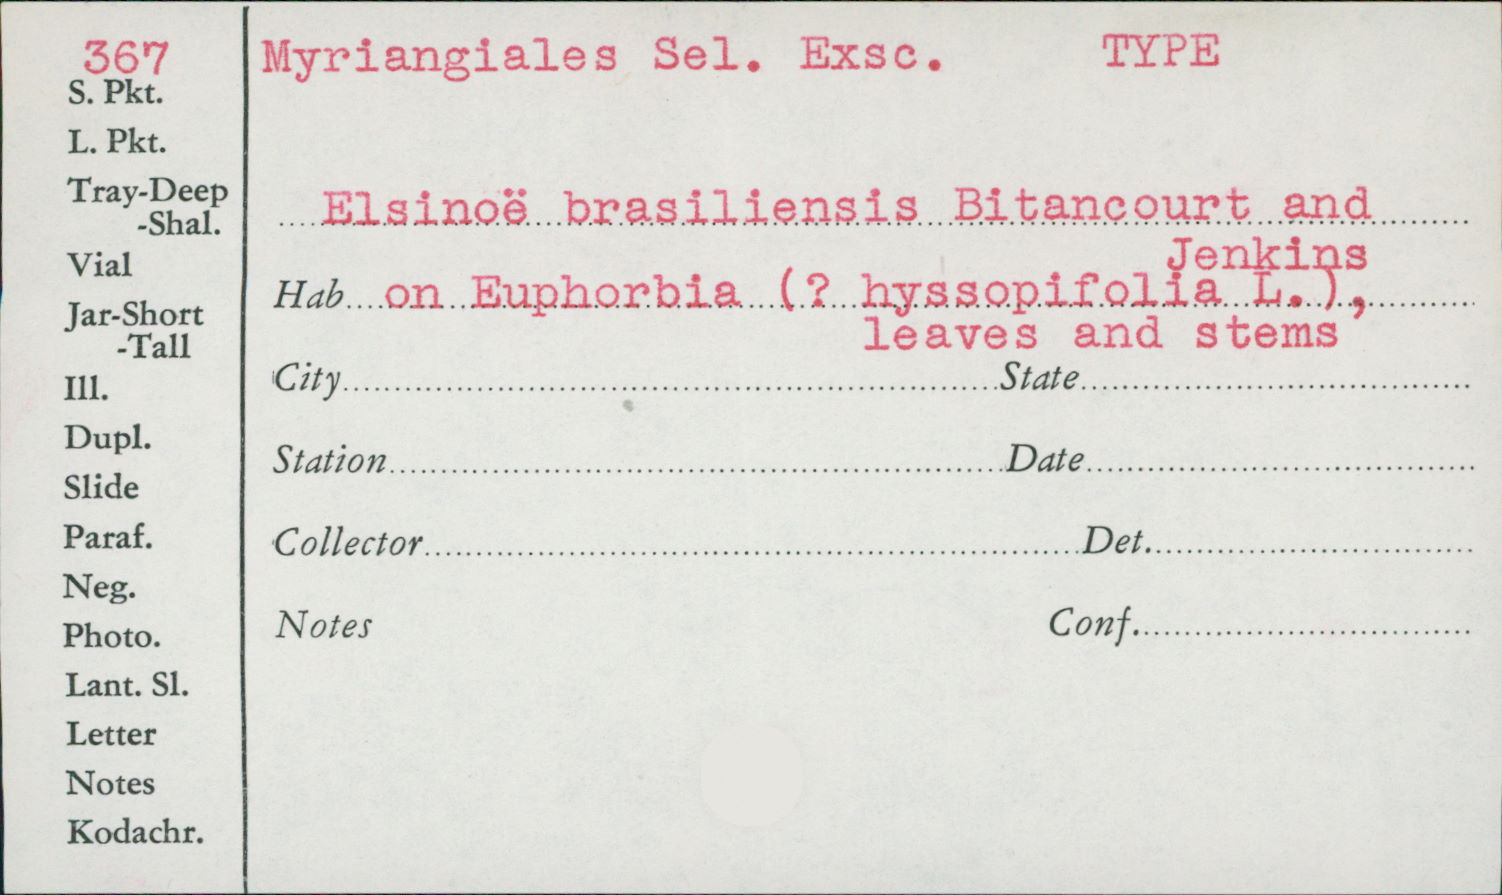 367
S. Pkt.
L. Pkt.
Tray-Deep
-Shal.
Vial
Jar-Short
-Tall
Ill.
Dupl.
Slide
Paraf.
Neg.
Photo.
Lant. Sl.
Letter
Notes
Kodachr.
Myriangiales Sel. Exsc. TYPE
Elsinoë brasiliensis Bitancourt and
Jenkins
Hab on Euphorbia (? hyssopifolia L.),
leaves and stems
City State
Station Date
Collector Det.
Notes Conf.